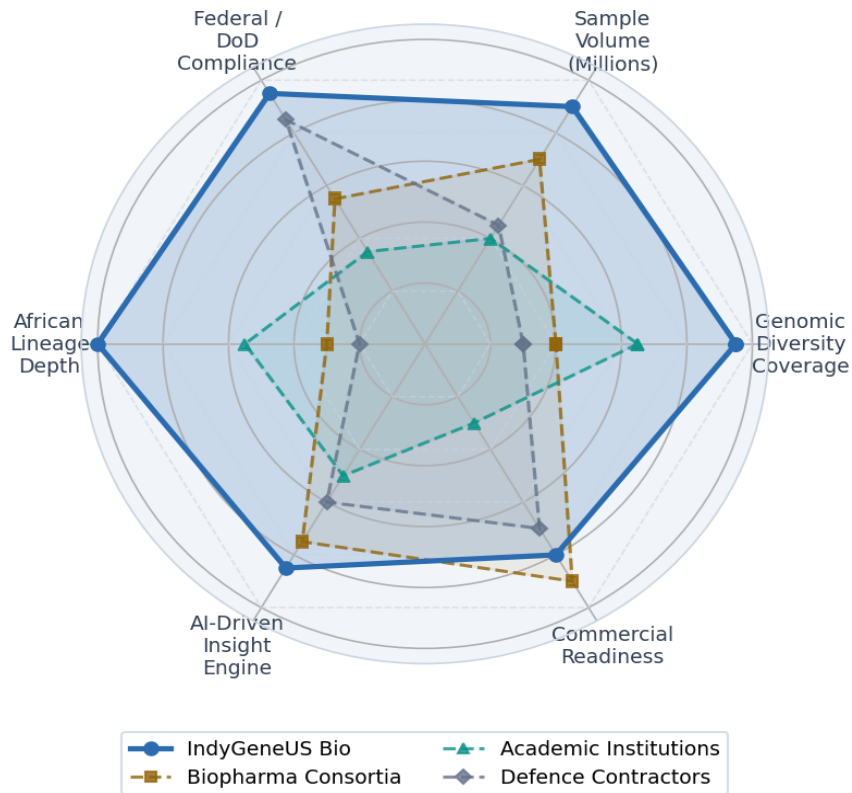 Federal /
DoD
Compliance
Sample
Volume
(Millions)
African
Lineage
Depth
Genomic
Diversity
Coverage
AI-Driven
Insight
Engine
Commercial
Readiness
IndyGeneUS Bio
Academic Institutions
Biopharma Consortia
Defence Contractors